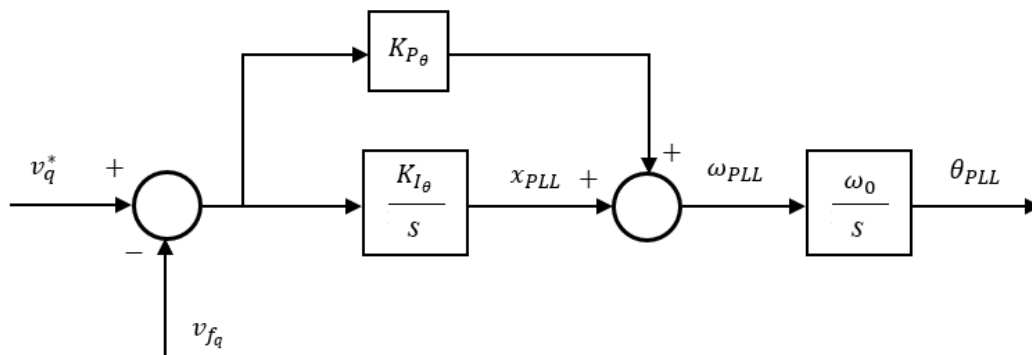 K_{P_θ}
v_q^* +
K_{I_θ}
s
x_{PLL} +
+
ω_{PLL}
ω_0
s
θ_{PLL}
−
v_{f_q}